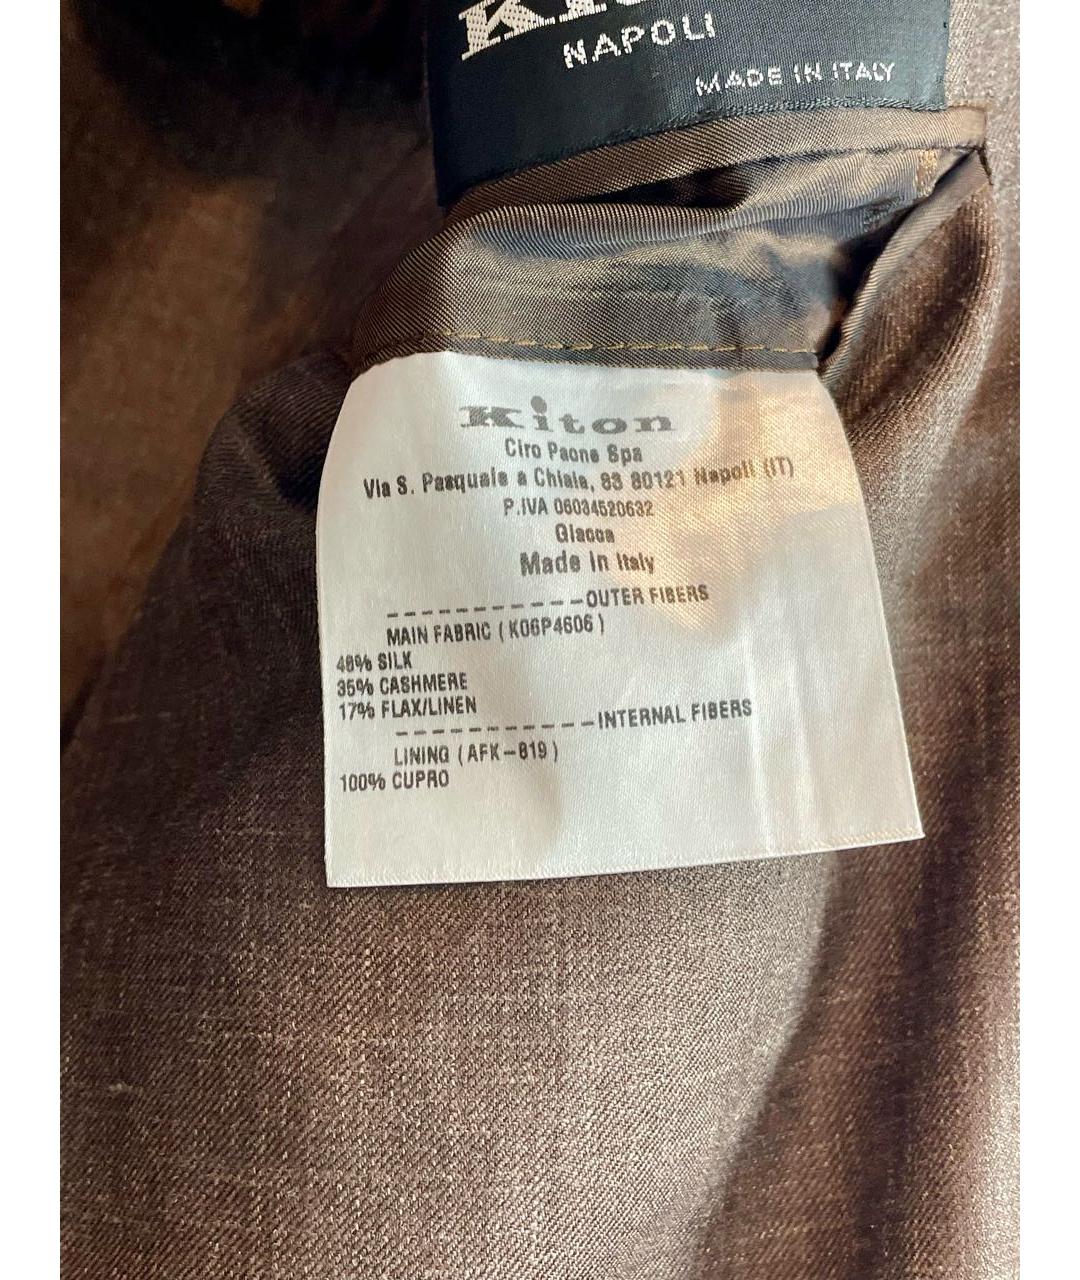 NAPOLI
MADE IN ITALY
Kiton
Ciro Paone Spa
Via S. Pasquale a Chiaia, 83 80121 Napoli (IT)
P.IVA 06034520632
Giacca
Made in Italy
-----------OUTER FIBERS
MAIN FABRIC ( K06P4606 )
48% SILK
35% CASHMERE
17% FLAX/LINEN
-----------INTERNAL FIBERS
LINING ( AFK-819 )
100% CUPRO